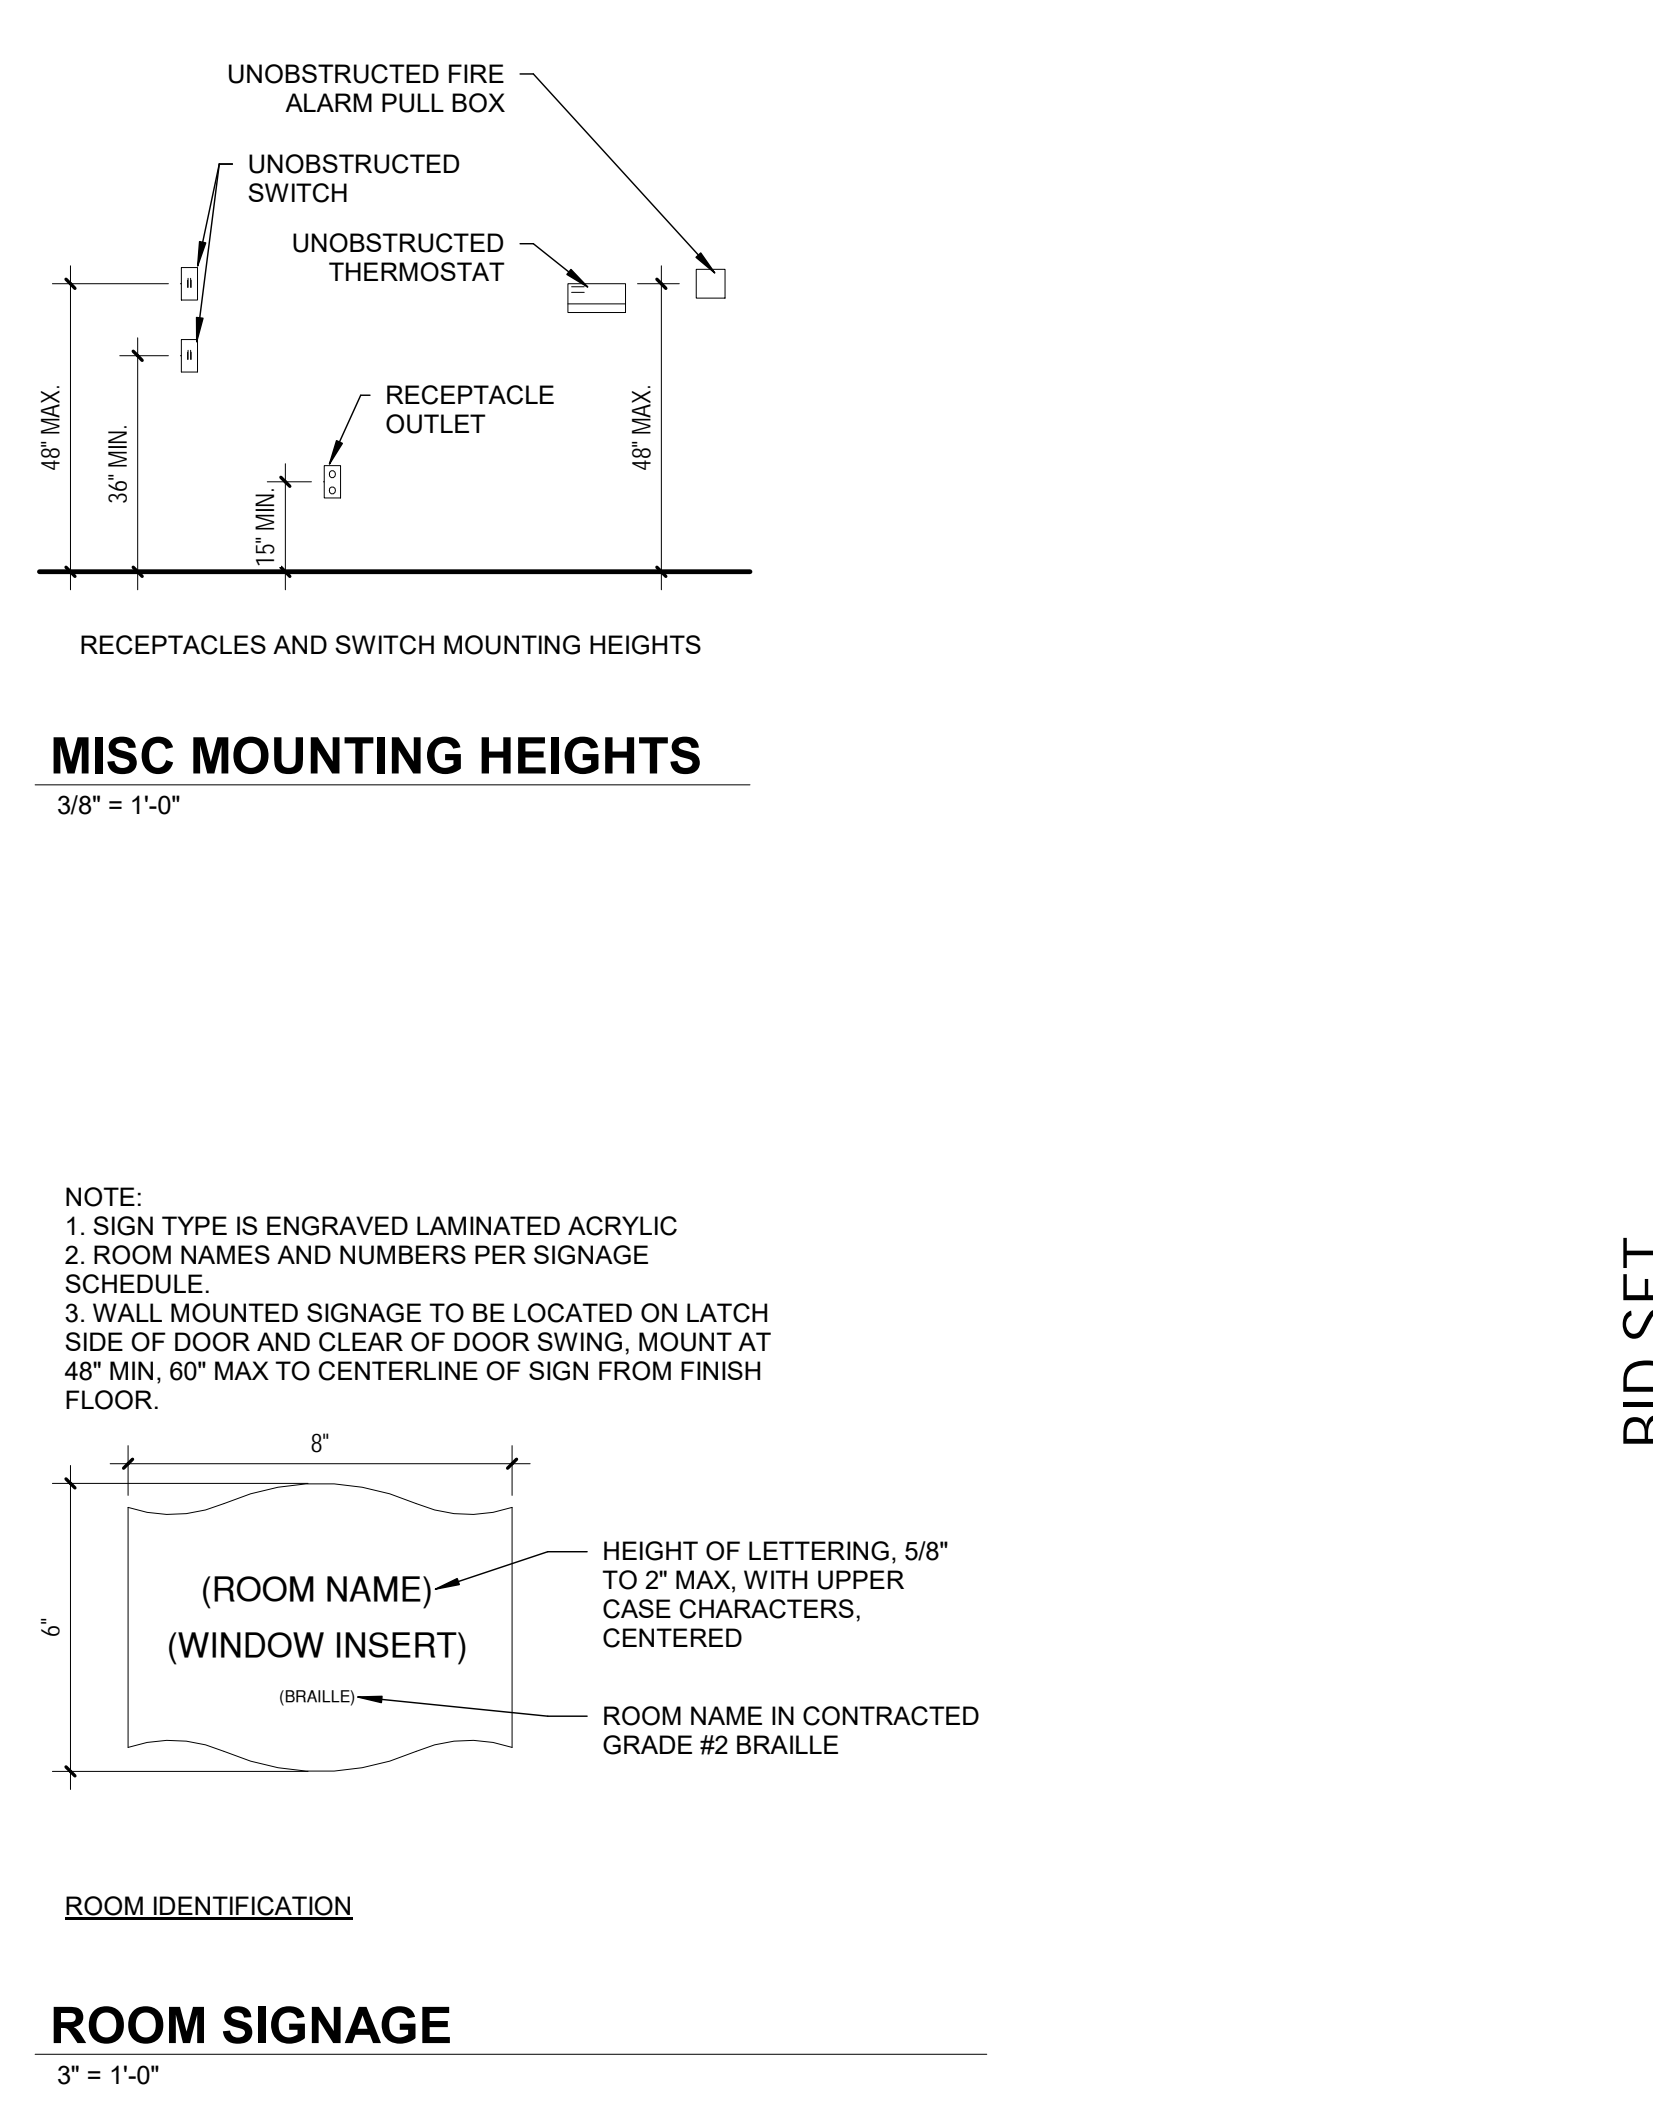 UNOBSTRUCTED FIRE
ALARM PULL BOX
UNOBSTRUCTED
SWITCH
UNOBSTRUCTED
THERMOSTAT
RECEPTACLE
OUTLET
48" MAX.
36" MIN.
15" MIN.
48" MAX.
RECEPTACLES AND SWITCH MOUNTING HEIGHTS
MISC MOUNTING HEIGHTS
3/8" = 1'-0"
NOTE:
1. SIGN TYPE IS ENGRAVED LAMINATED ACRYLIC
2. ROOM NAMES AND NUMBERS PER SIGNAGE
SCHEDULE.
3. WALL MOUNTED SIGNAGE TO BE LOCATED ON LATCH
SIDE OF DOOR AND CLEAR OF DOOR SWING, MOUNT AT
48" MIN, 60" MAX TO CENTERLINE OF SIGN FROM FINISH
FLOOR.
8"
6"
(ROOM NAME)
(WINDOW INSERT)
(BRAILLE)
HEIGHT OF LETTERING, 5/8"
TO 2" MAX, WITH UPPER
CASE CHARACTERS,
CENTERED
ROOM NAME IN CONTRACTED
GRADE #2 BRAILLE
ROOM IDENTIFICATION
ROOM SIGNAGE
3" = 1'-0"
BID SET